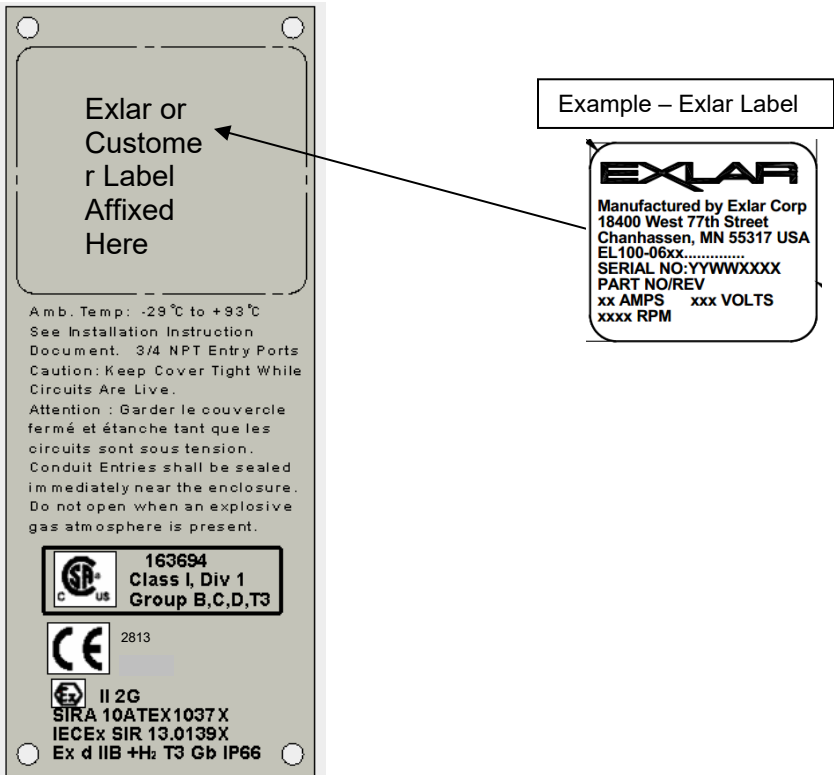 Exlar or
Custome
r Label
Affixed
Here
Example – Exlar Label
EXLAR
Manufactured by Exlar Corp
18400 West 77th Street
Chanhassen, MN 55317 USA
EL100-06xx..............
SERIAL NO:YYWWXXXX
PART NO/REV
xx AMPS xxx VOLTS
xxxx RPM
Amb. Temp: -29°C to +93°C
See Installation Instruction
Document. 3/4 NPT Entry Ports
Caution: Keep Cover Tight While
Circuits Are Live.
Attention : Garder le couvercle
fermé et étanche tant que les
circuits sont sous tension.
Conduit Entries shall be sealed
immediately near the enclosure.
Do not open when an explosive
gas atmosphere is present.
C SA ® US
163694
Class I, Div 1
Group B,C,D,T3
CE 2813
Ex II 2G
SIRA 10ATEX1037X
IECEx SIR 13.0139X
Ex d IIB +H₂ T3 Gb IP66